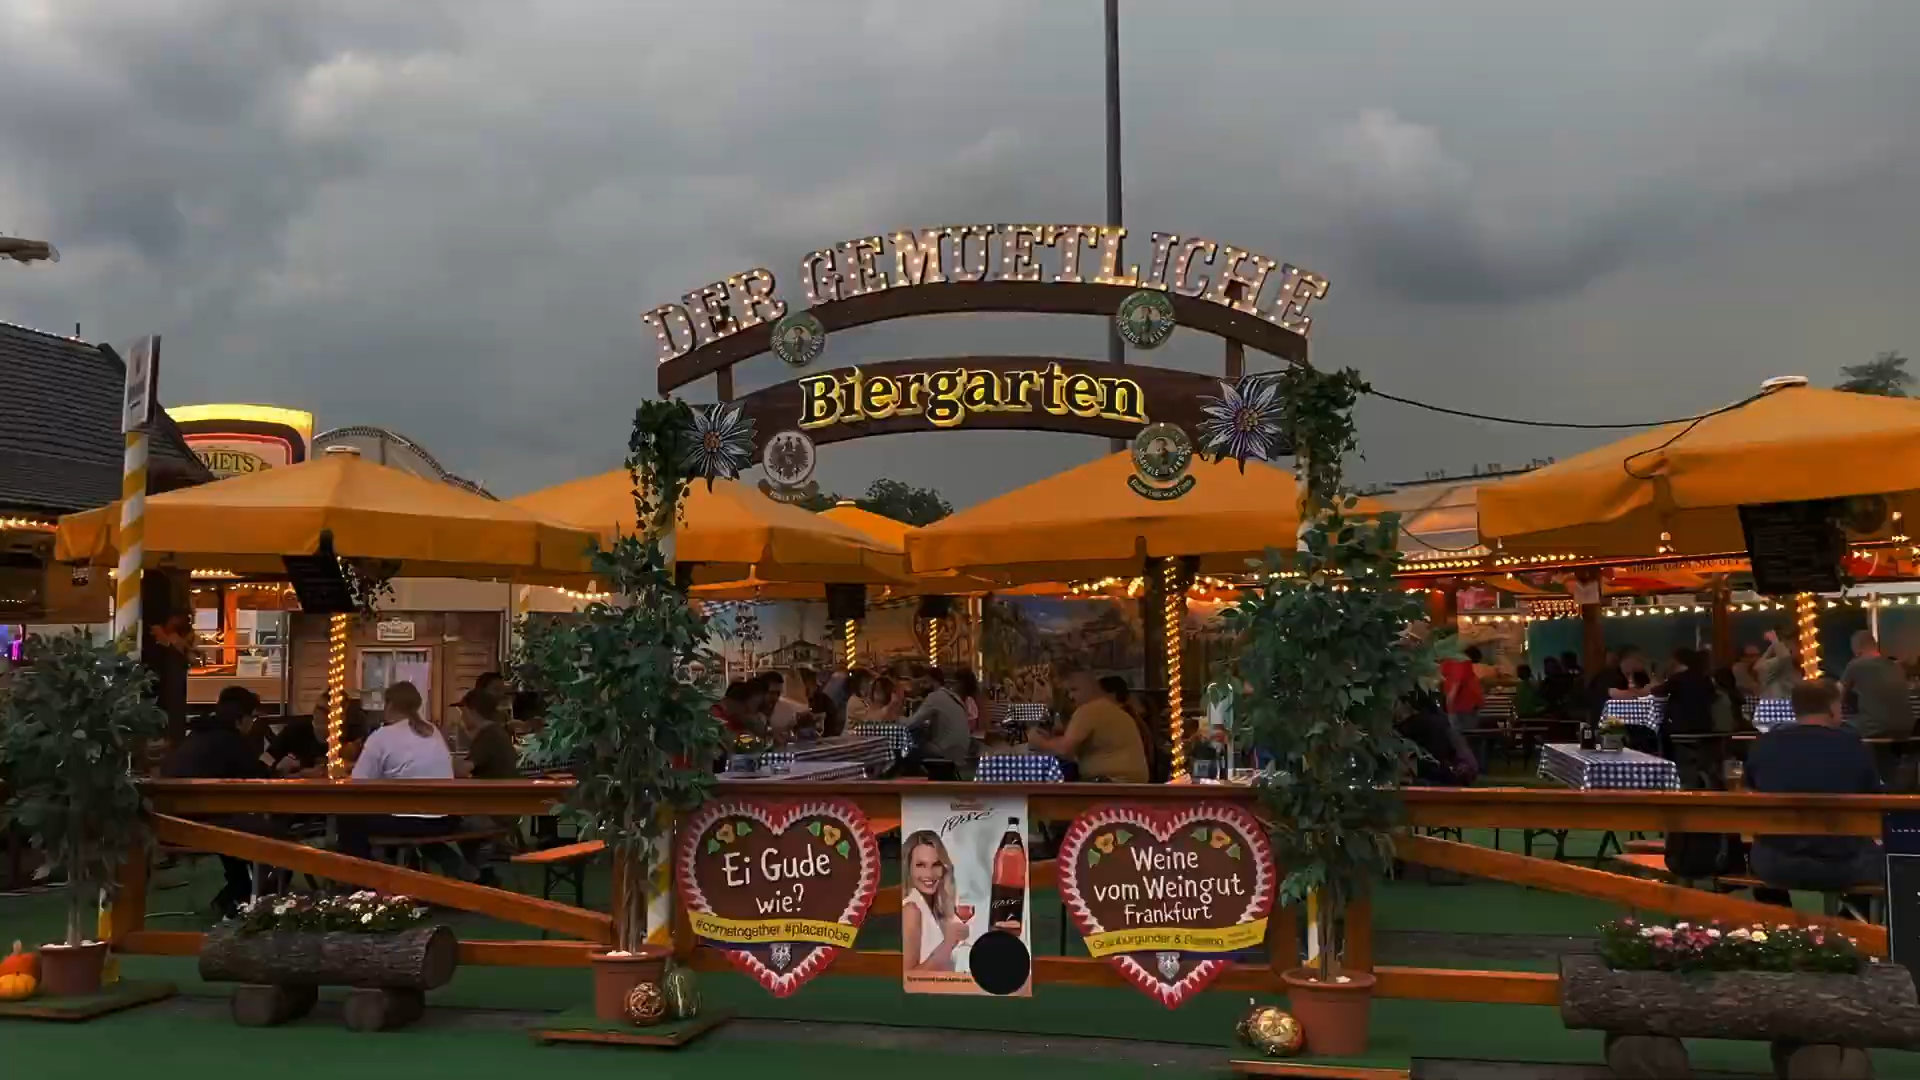 DER GEMUETLICHE
Biergarten
Ei Gude
wie?
#cometogether #placetobe
Weine
vom Weingut
Frankfurt
Grauburgunder & Riesling